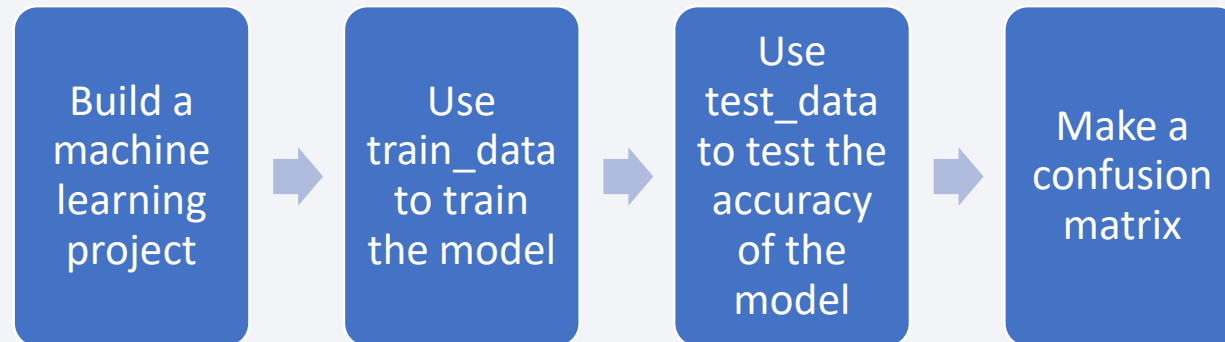 Build a
machine
learning
project
Use
train_data
to train
the model
Use
test_data
to test the
accuracy
of the
model
Make a
confusion
matrix